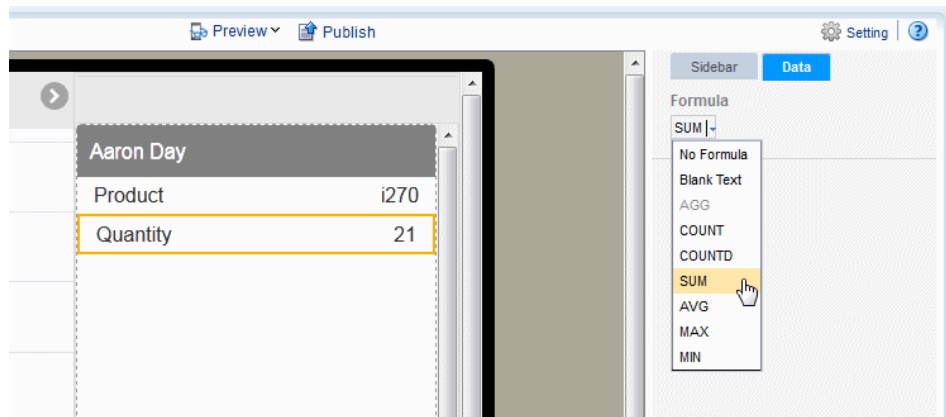 Preview Publish Setting ?
Sidebar Data
Formula
SUM
Aaron Day
Product i270
Quantity 21
No Formula
Blank Text
AGG
COUNT
COUNTD
SUM
AVG
MAX
MIN